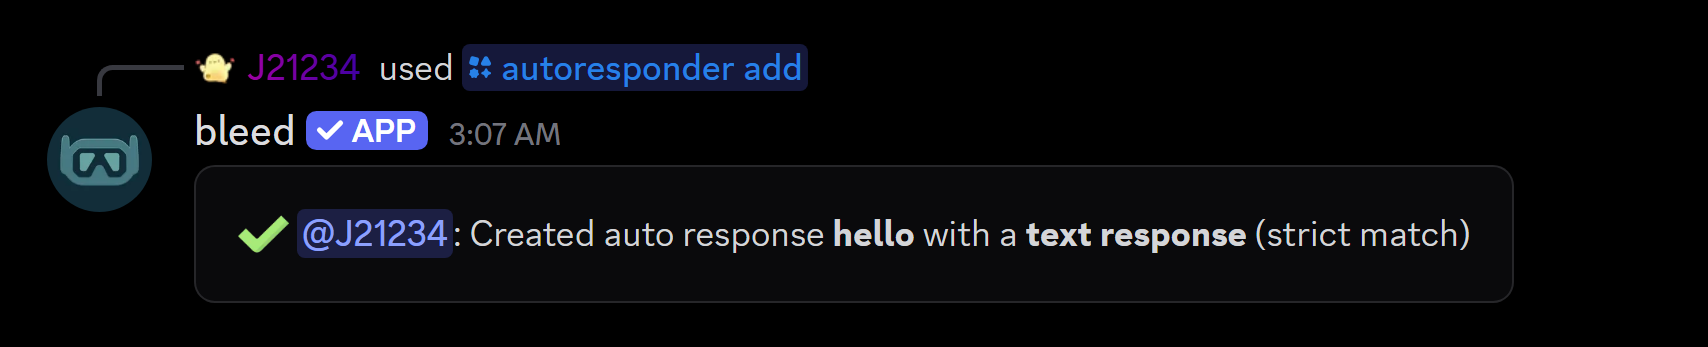 J21234 used autoresponder add
bleed APP 3:07 AM
@J21234: Created auto response hello with a text response (strict match)